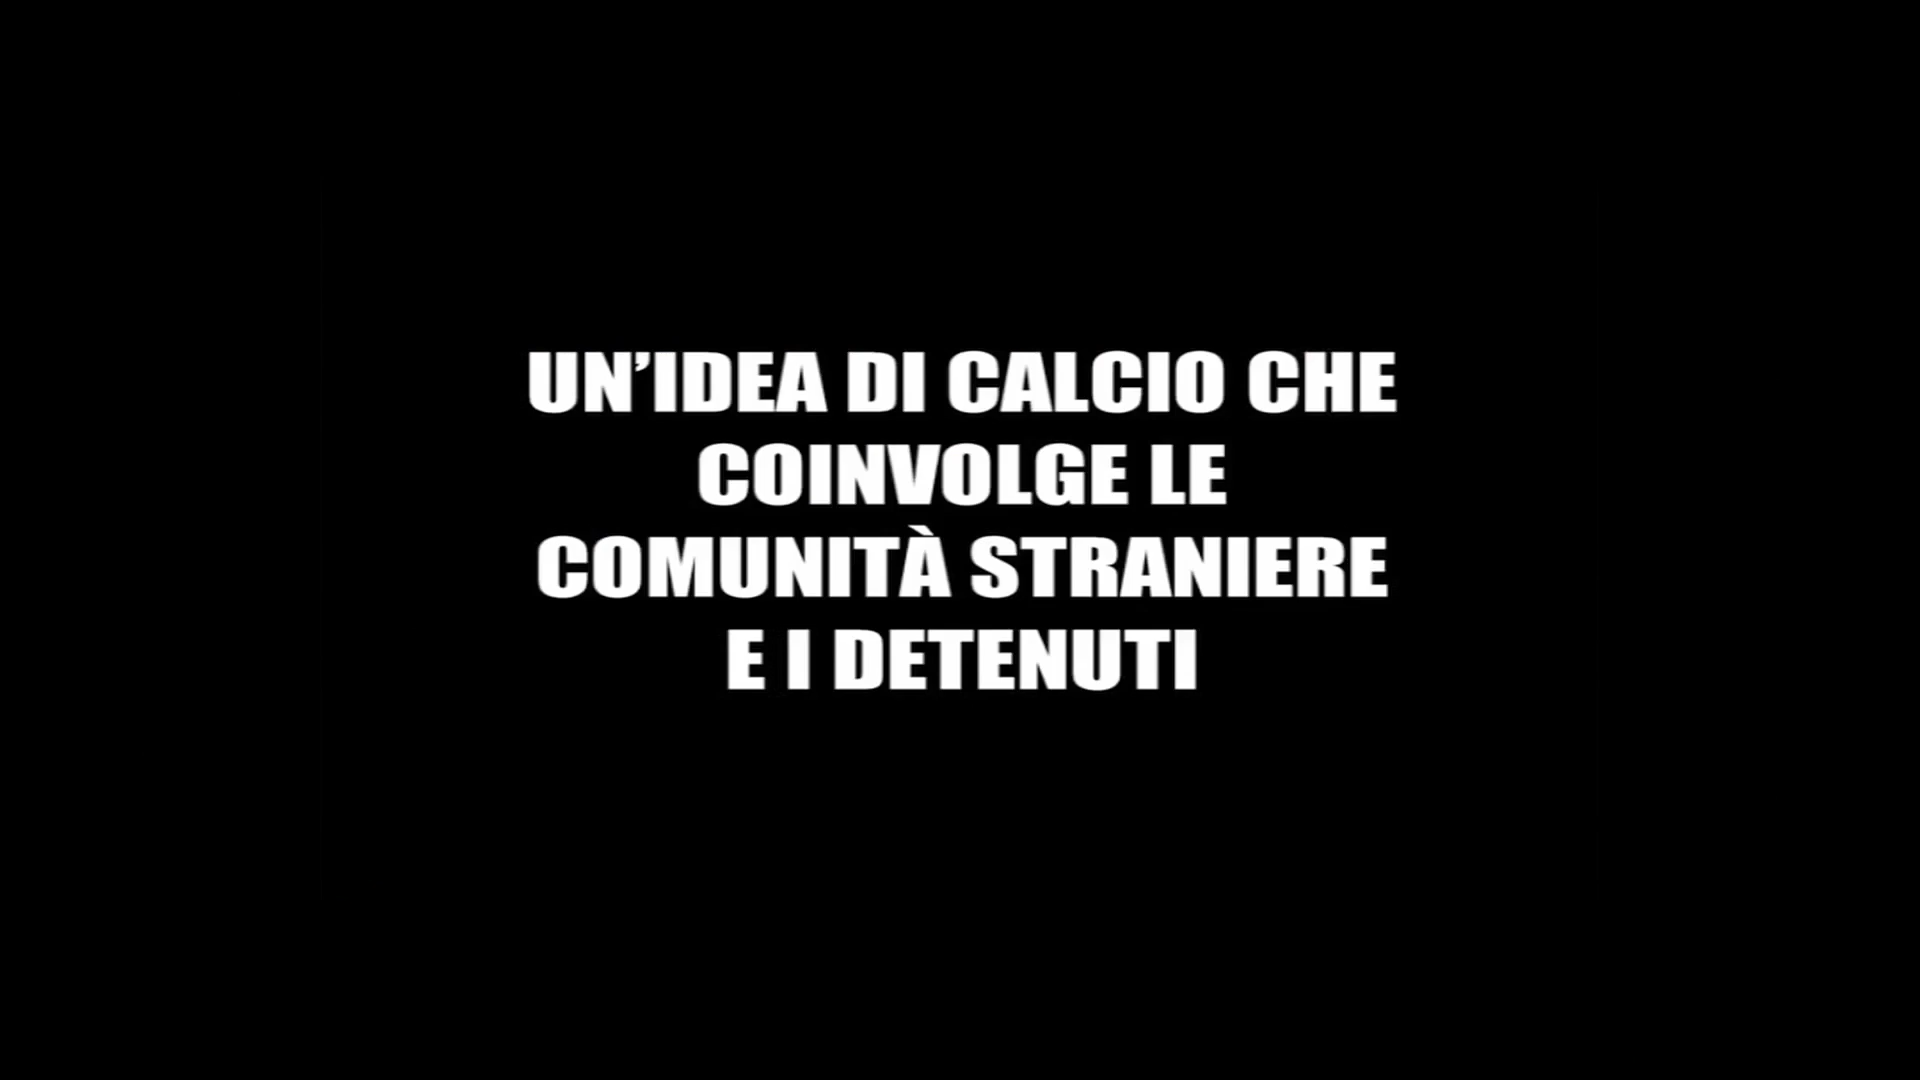 UN’IDEA DI CALCIO CHE
COINVOLGE LE
COMUNITÀ STRANIERE
E I DETENUTI